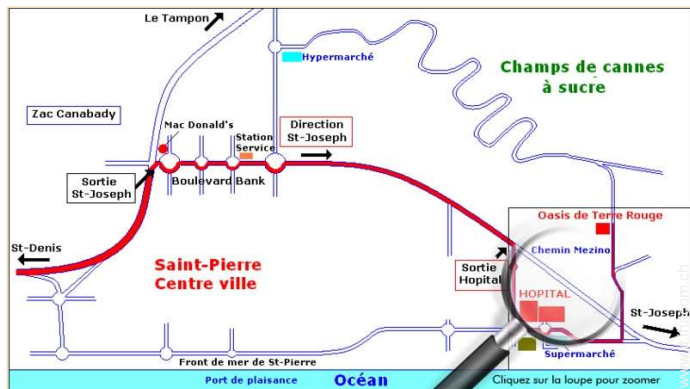 Le Tampon
Hypermarché
Champs de cannes
à sucre
Zac Canabady
Mac Donald's
Station
Service
Direction
St-Joseph
Sortie
St-Joseph
Boulevard Bank
Oasis de Terre Rouge
St-Denis
Chemin Mezino
Saint-Pierre
Centre ville
Sortie
Hopital
HOPITAL
St-Joseph
Supermarché
Front de mer de St-Pierre
Port de plaisance
Océan
Cliquez sur la loupe pour zoomer